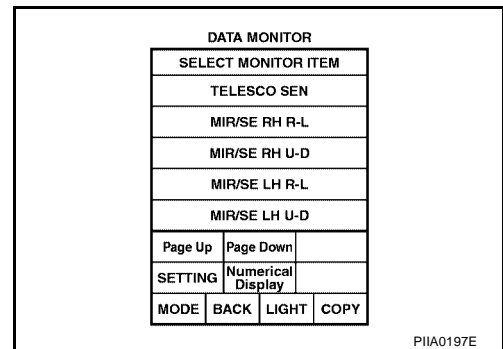 DATA MONITOR
SELECT MONITOR ITEM
TELESCO SEN
MIR/SE RH R-L
MIR/SE RH U-D
MIR/SE LH R-L
MIR/SE LH U-D
Page Up Page Down
SETTING Numerical
Display
MODE BACK LIGHT COPY
PIIA0197E